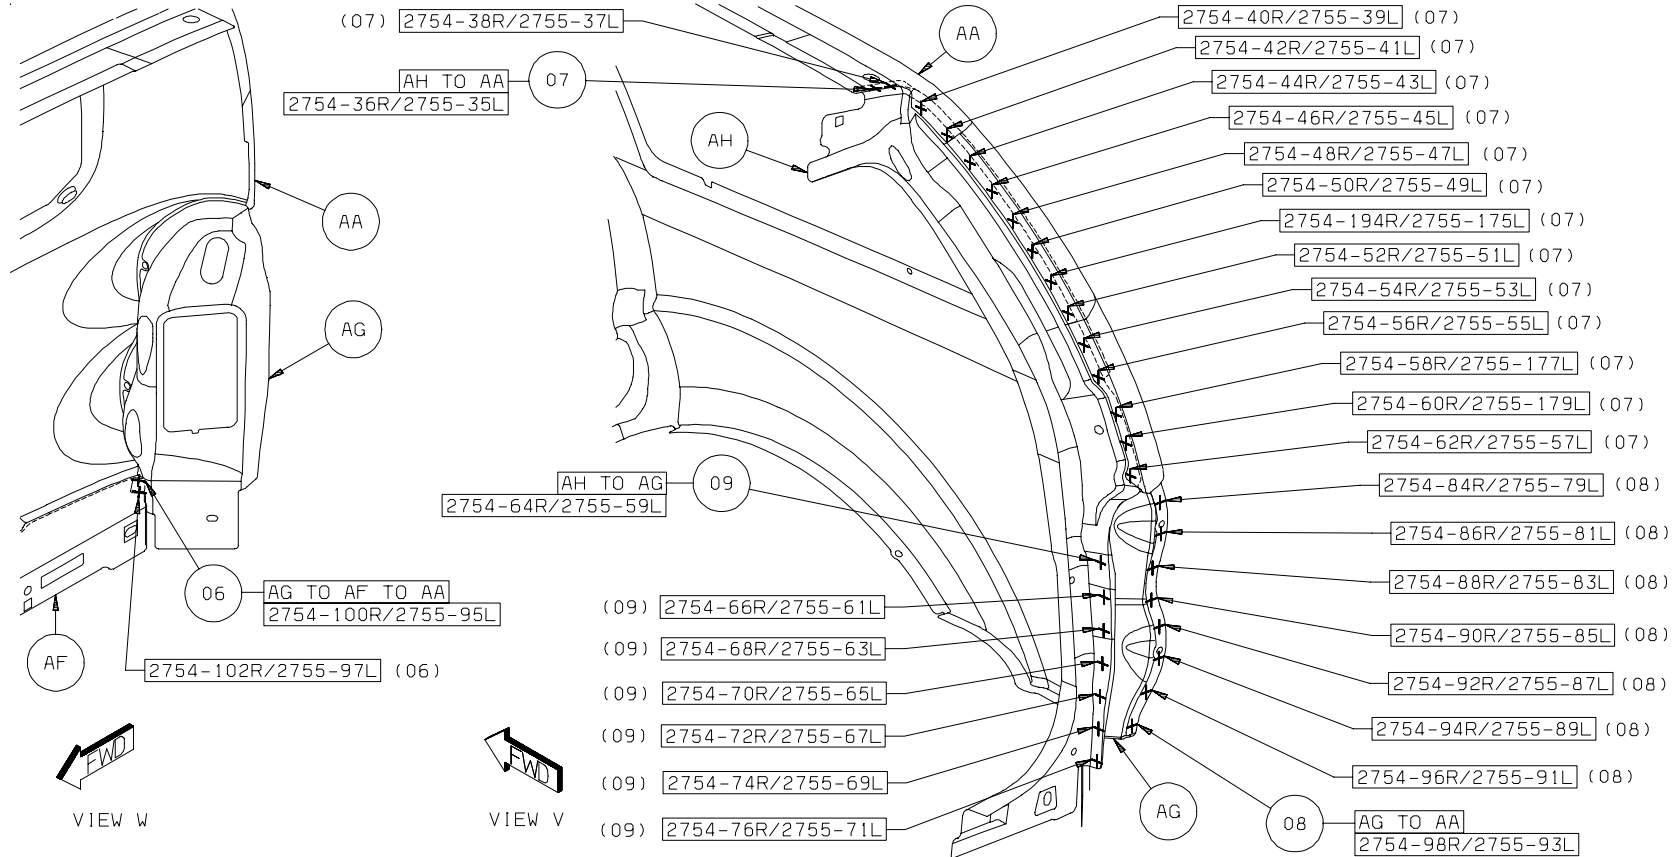 (07) 2754-38R/2755-37L
AH TO AA
2754-36R/2755-35L
07
AA
AH
2754-40R/2755-39L (07)
2754-42R/2755-41L (07)
2754-44R/2755-43L (07)
2754-46R/2755-45L (07)
2754-48R/2755-47L (07)
2754-50R/2755-49L (07)
2754-194R/2755-175L (07)
2754-52R/2755-51L (07)
2754-54R/2755-53L (07)
2754-56R/2755-55L (07)
2754-58R/2755-177L (07)
2754-60R/2755-179L (07)
2754-62R/2755-57L (07)
2754-84R/2755-79L (08)
2754-86R/2755-81L (08)
2754-88R/2755-83L (08)
2754-90R/2755-85L (08)
2754-92R/2755-87L (08)
2754-94R/2755-89L (08)
2754-96R/2755-91L (08)
08
AG TO AA
2754-98R/2755-93L
AG
AA
AG
06
AG TO AF TO AA
2754-100R/2755-95L
AF
2754-102R/2755-97L (06)
FWD
VIEW W
AH TO AG
2754-64R/2755-59L
09
(09) 2754-66R/2755-61L
(09) 2754-68R/2755-63L
(09) 2754-70R/2755-65L
(09) 2754-72R/2755-67L
(09) 2754-74R/2755-69L
(09) 2754-76R/2755-71L
FWD
VIEW V